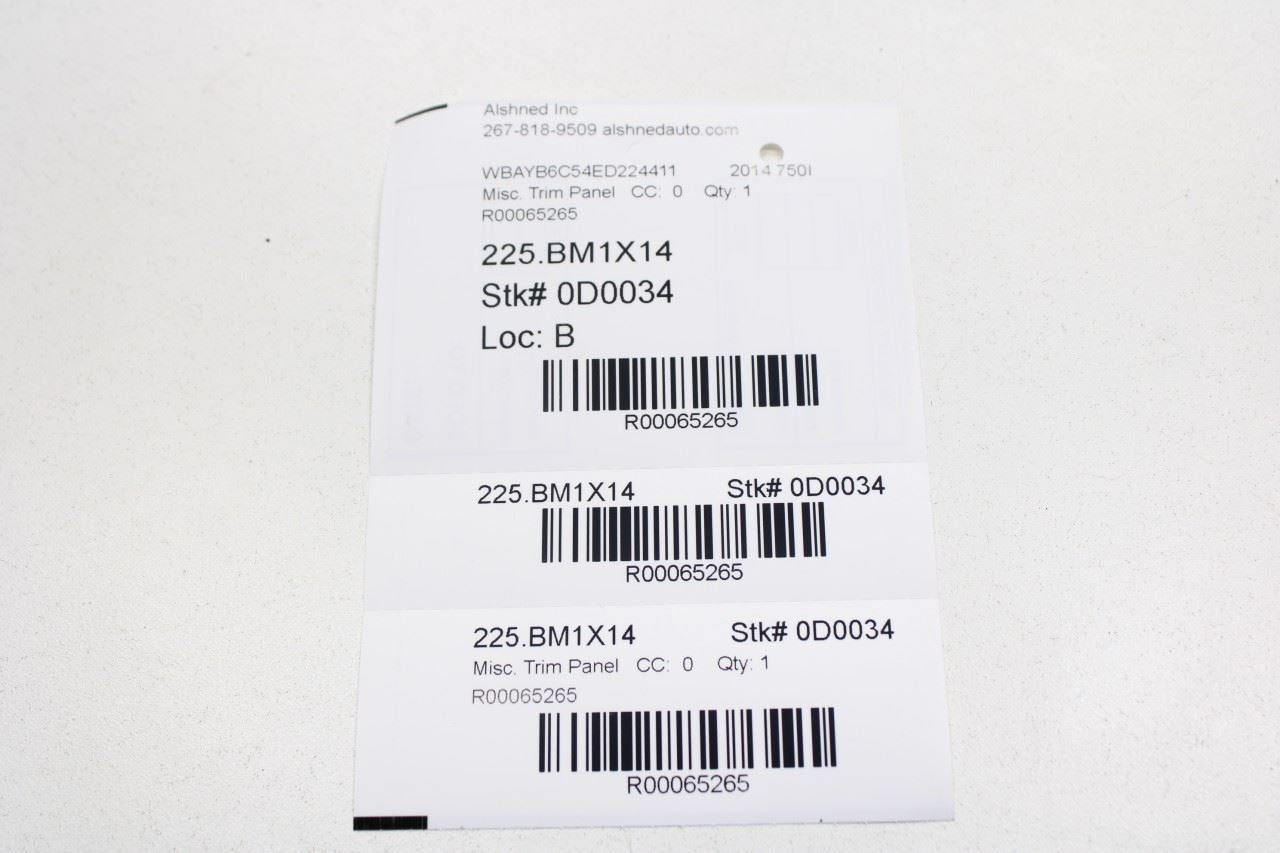 Alshned Inc
267-818-9509 alshnedauto.com
WBAYB6C54ED224411 2014 750I
Misc. Trim Panel CC: 0 Qty: 1
R00065265
225.BM1X14
Stk# 0D0034
Loc: B
R00065265
225.BM1X14 Stk# 0D0034
R00065265
225.BM1X14 Stk# 0D0034
Misc. Trim Panel CC: 0 Qty: 1
R00065265
R00065265